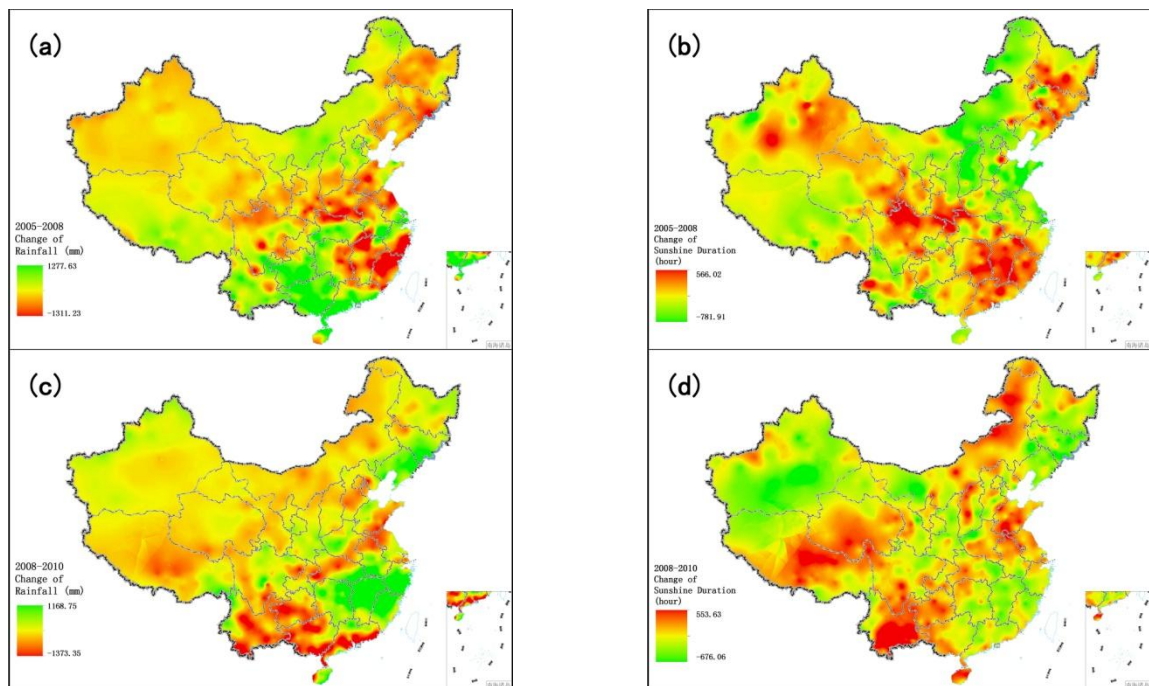 (a)
2005-2008
Change of
Rainfall (mm)
1277.63
-1311.23
(b)
2005-2008
Change of
Sunshine Duration
(hour)
566.02
-781.91
(c)
2008-2010
Change of
Rainfall (mm)
1168.75
-1373.35
(d)
2008-2010
Change of
Sunshine Duration
(hour)
553.63
-676.06